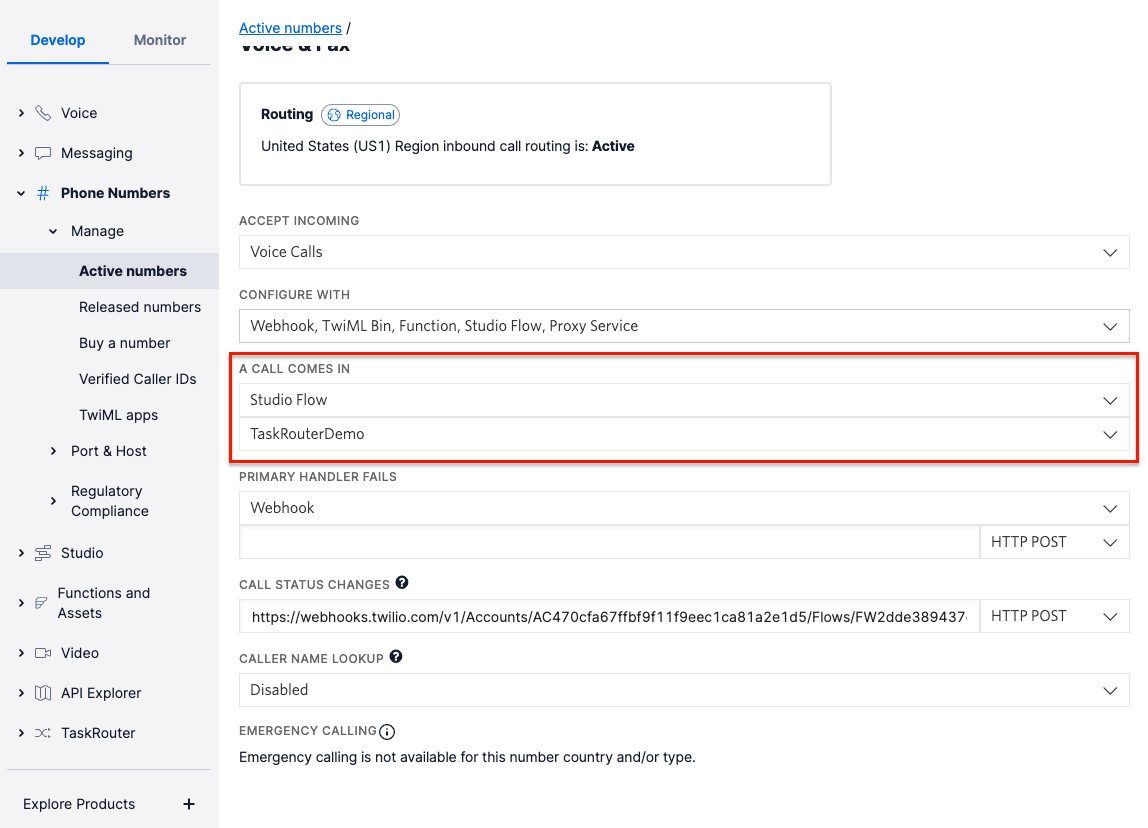 Develop
Monitor
Voice
Messaging
Phone Numbers
Manage
Active numbers
Released numbers
Buy a number
Verified Caller IDs
TwiML apps
Port & Host
Regulatory
Compliance
Studio
Functions and
Assets
Video
API Explorer
TaskRouter
Explore Products +
Active numbers /
Voice & Fax
Routing Regional
United States (US1) Region inbound call routing is: Active
ACCEPT INCOMING
Voice Calls
CONFIGURE WITH
Webhook, TwiML Bin, Function, Studio Flow, Proxy Service
A CALL COMES IN
Studio Flow
TaskRouterDemo
PRIMARY HANDLER FAILS
Webhook
HTTP POST
CALL STATUS CHANGES ?
https://webhooks.twilio.com/v1/Accounts/AC470cfa67ffbf9f11f9eec1ca81a2e1d5/Flows/FW2dde389437
HTTP POST
CALLER NAME LOOKUP ?
Disabled
EMERGENCY CALLING
Emergency calling is not available for this number country and/or type.